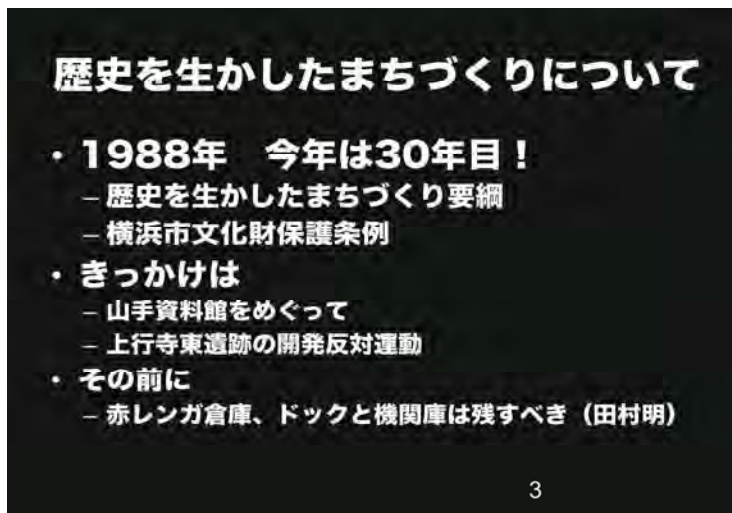 歴史を生かしたまちづくりについて
・1988年　今年は30年目！
–歴史を生かしたまちづくり要綱
–横浜市文化財保護条例
・きっかけは
–山手資料館をめぐって
–上行寺東遺跡の開発反対運動
・その前に
–赤レンガ倉庫、ドックと機関庫は残すべき（田村明）
3